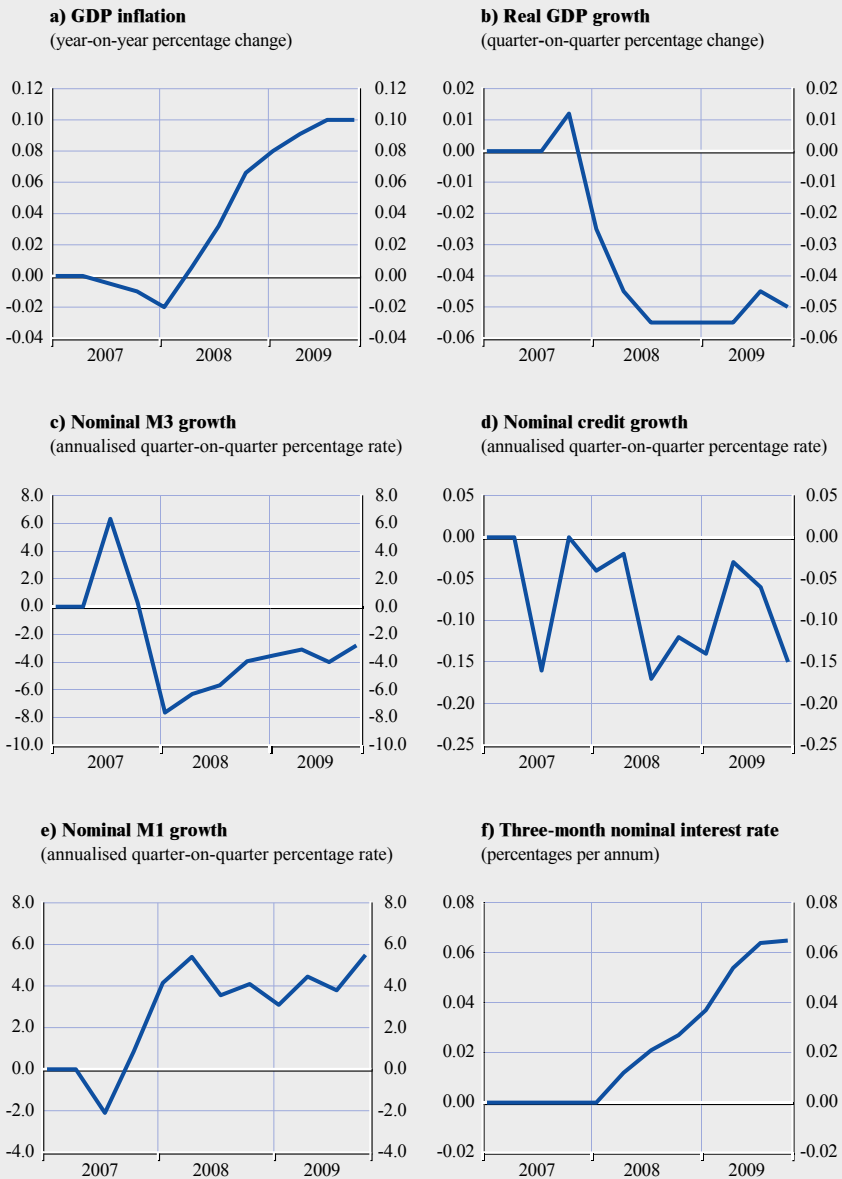 a) GDP inflation
(year-on-year percentage change)
0.12 0.12
0.10 0.10
0.08 0.08
0.06 0.06
0.04 0.04
0.02 0.02
0.00 0.00
-0.02 -0.02
-0.04 -0.04
2007 2008 2009
b) Real GDP growth
(quarter-on-quarter percentage change)
0.02 0.02
0.01 0.01
0.00 0.00
-0.01 -0.01
-0.02 -0.02
-0.03 -0.03
-0.04 -0.04
-0.05 -0.05
-0.06 -0.06
2007 2008 2009
c) Nominal M3 growth
(annualised quarter-on-quarter percentage rate)
8.0 8.0
6.0 6.0
4.0 4.0
2.0 2.0
0.0 0.0
-2.0 -2.0
-4.0 -4.0
-6.0 -6.0
-8.0 -8.0
-10.0 -10.0
2007 2008 2009
d) Nominal credit growth
(annualised quarter-on-quarter percentage rate)
0.05 0.05
0.00 0.00
-0.05 -0.05
-0.10 -0.10
-0.15 -0.15
-0.20 -0.20
-0.25 -0.25
2007 2008 2009
e) Nominal M1 growth
(annualised quarter-on-quarter percentage rate)
8.0 8.0
6.0 6.0
4.0 4.0
2.0 2.0
0.0 0.0
-2.0 -2.0
-4.0 -4.0
2007 2008 2009
f) Three-month nominal interest rate
(percentages per annum)
0.08 0.08
0.06 0.06
0.04 0.04
0.02 0.02
0.00 0.00
-0.02 -0.02
2007 2008 2009